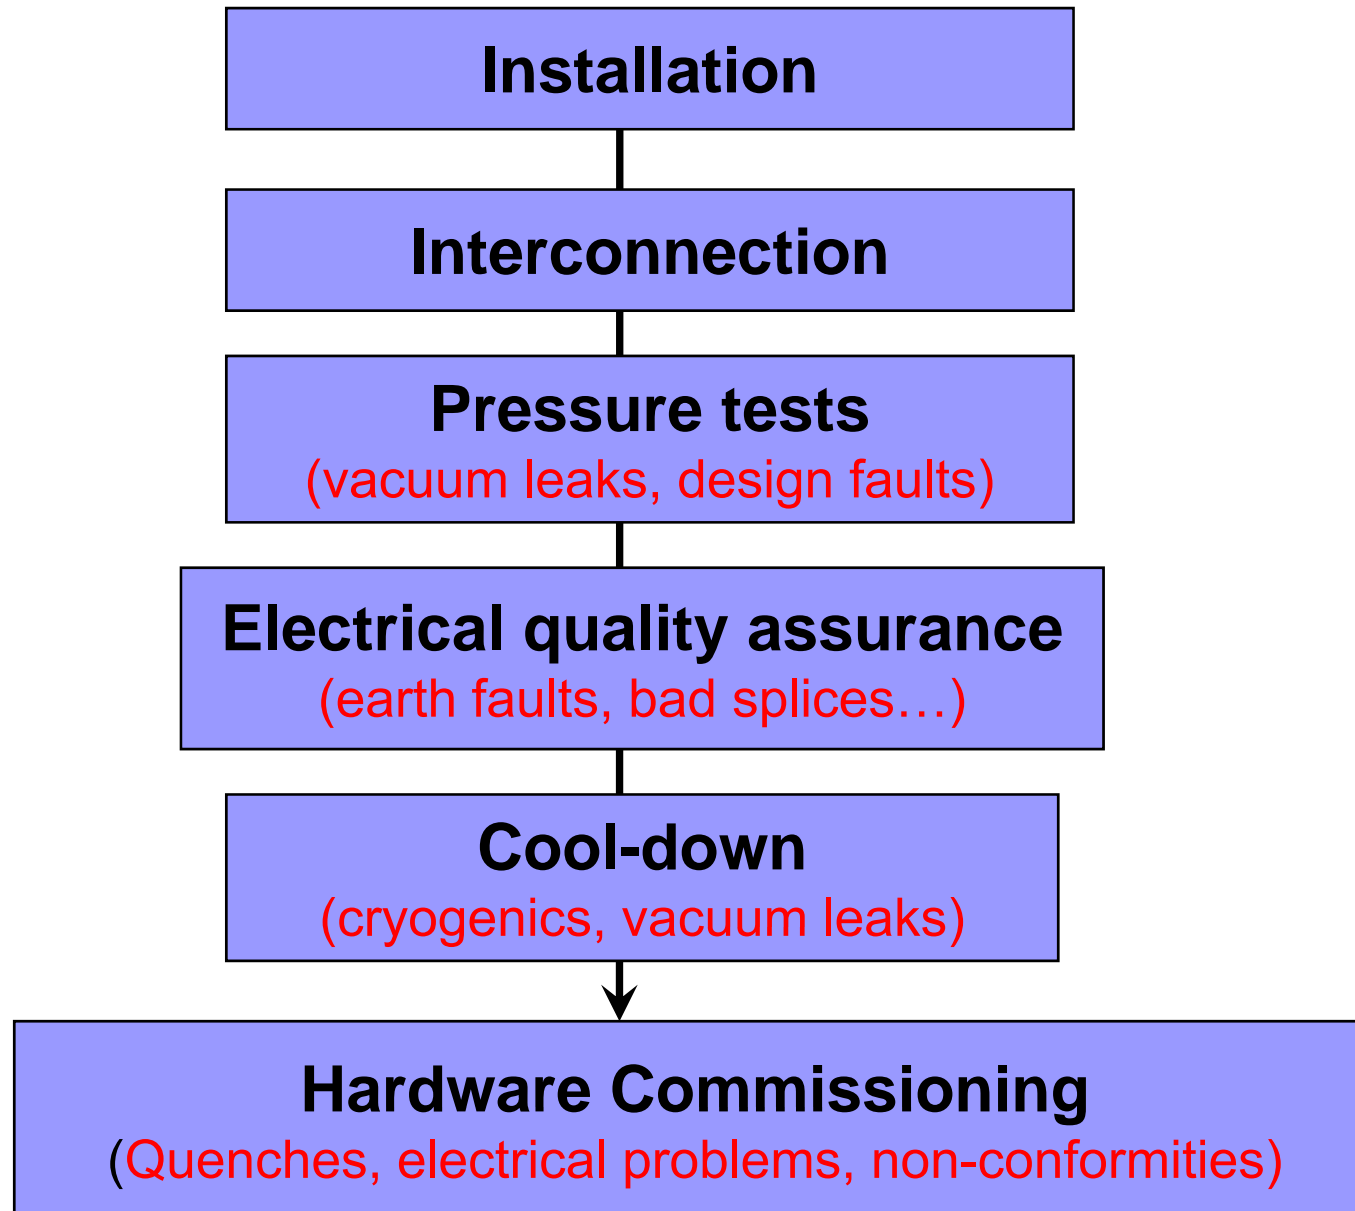 Installation
Interconnection
Pressure tests
(vacuum leaks, design faults)
Electrical quality assurance
(earth faults, bad splices…)
Cool-down
(cryogenics, vacuum leaks)
Hardware Commissioning
(Quenches, electrical problems, non-conformities)